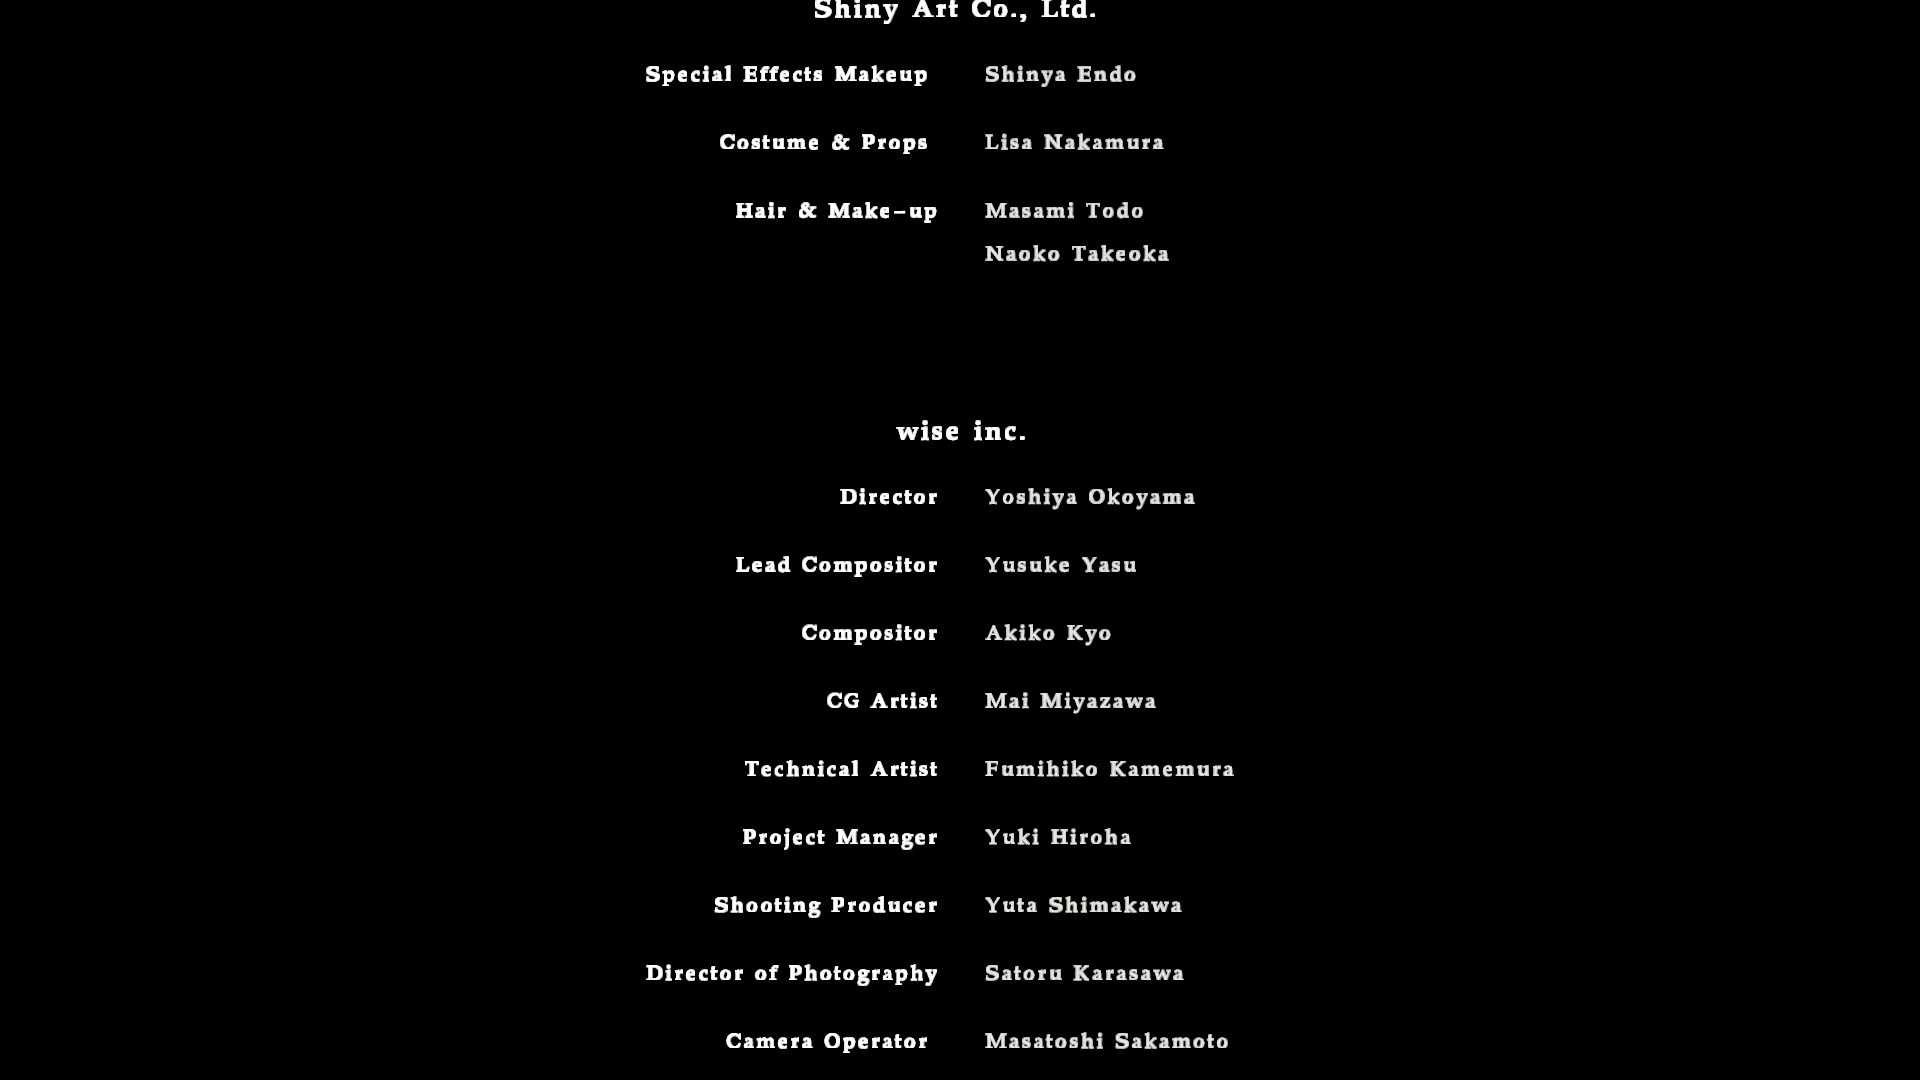 Shiny Art Co., Ltd.
Special Effects Makeup Shinya Endo
Costume & Props Lisa Nakamura
Hair & Make-up Masami Todo
Naoko Takeoka
wise inc.
Director Yoshiya Okoyama
Lead Compositor Yusuke Yasu
Compositor Akiko Kyo
CG Artist Mai Miyazawa
Technical Artist Fumihiko Kamemura
Project Manager Yuki Hiroha
Shooting Producer Yuta Shimakawa
Director of Photography Satoru Karasawa
Camera Operator Masatoshi Sakamoto